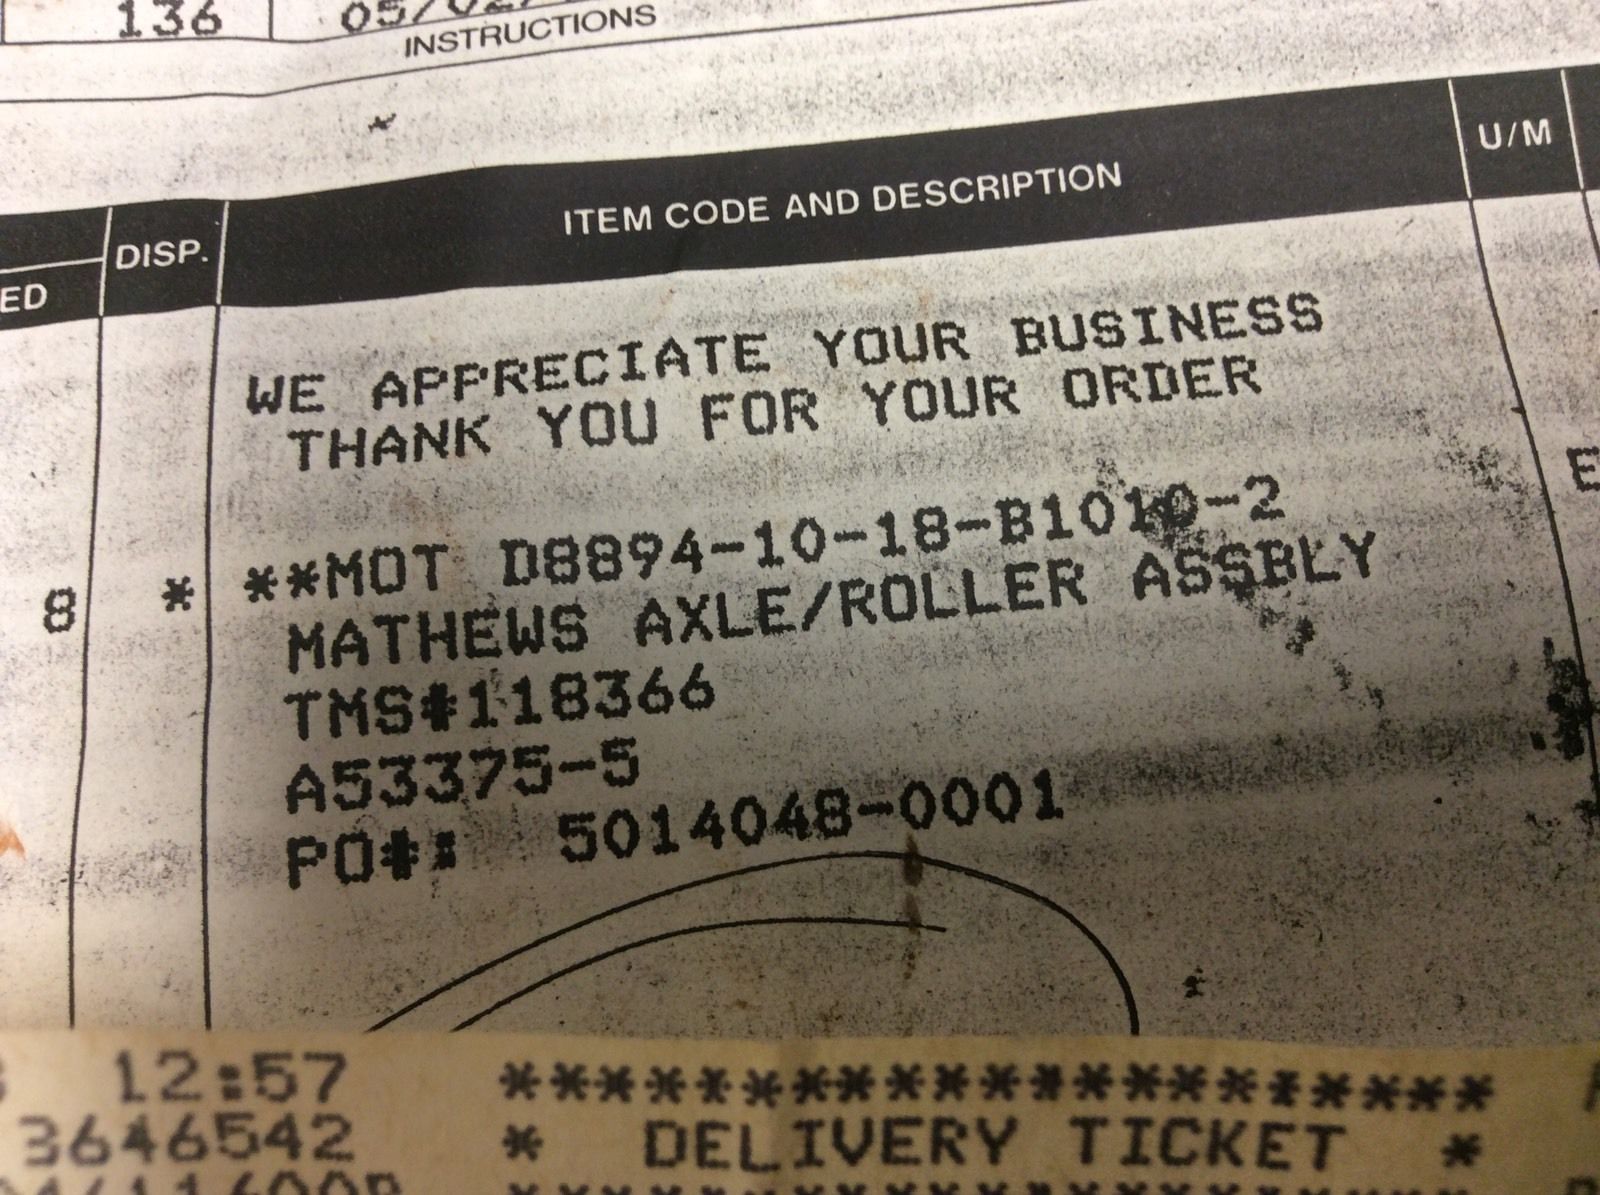 136 05/02/
INSTRUCTIONS
ED DISP. ITEM CODE AND DESCRIPTION U/M
WE APPRECIATE YOUR BUSINESS
THANK YOU FOR YOUR ORDER
E
8 * **MOT D8894-10-18-B1010-2
MATHEWS AXLE/ROLLER ASSBLY
TMS#118366
A53375-5
PO#: 5014048-0001
12:57 *********************
3646542 * DELIVERY TICKET *